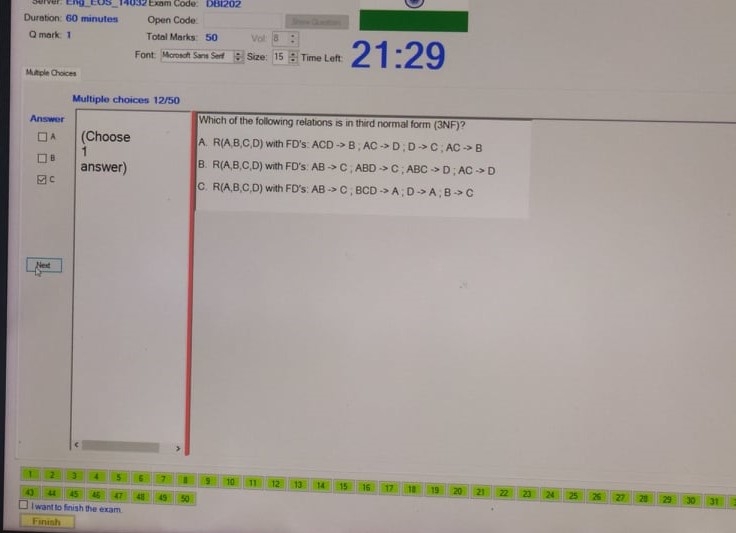 Server: Eng_EOS_14032 Exam Code: DBI202
Duration: 60 minutes Open Code: Show Question
Q mark: 1 Total Marks: 50 Vol: 8
Font: Microsoft Sans Serif Size: 15 Time Left: 21:29
Multiple Choices
Multiple choices 12/50
Answer
A
B
C
(Choose
1
answer)
Which of the following relations is in third normal form (3NF)?
A. R(A,B,C,D) with FD's: ACD -> B ; AC -> D ; D -> C ; AC -> B
B. R(A,B,C,D) with FD's: AB -> C ; ABD -> C ; ABC -> D ; AC -> D
C. R(A,B,C,D) with FD's: AB -> C ; BCD -> A ; D -> A ; B -> C
Next
1 2 3 4 5 6 7 8 9 10 11 12 13 14 15 16 17 18 19 20 21 22 23 24 25 26 27 28 29 30 31
43 44 45 46 47 48 49 50
I want to finish the exam.
Finish